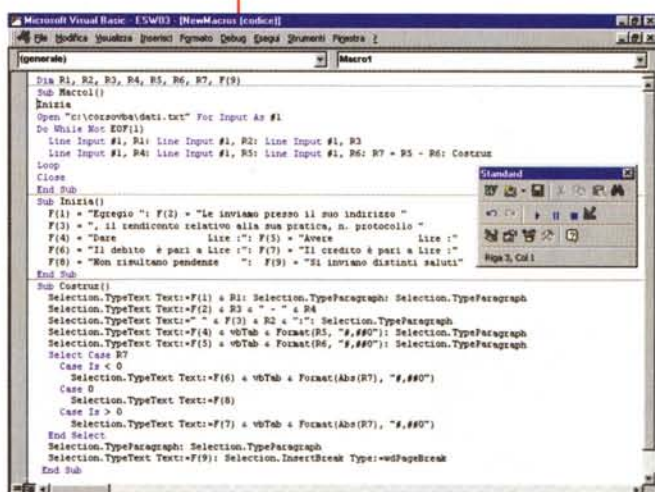 Microsoft Visual Basic - ESW03 - [NewMacros (codice)]
File Modifica Visualizza Inserisci Formato Debug Esegui Strumenti Finestra ?
(generale) Macro1
Dim R1, R2, R3, R4, R5, R6, R7, F(9)
Sub Macro1()
Inizia
Open "c:\corsovba\dati.txt" For Input As #1
Do While Not EOF(1)
Line Input #1, R1: Line Input #1, R2: Line Input #1, R3
Line Input #1, R4: Line Input #1, R5: Line Input #1, R6: R7 = R5 - R6: Costruz
Loop
Close
End Sub
Sub Inizia()
F(1) = "Egregio ": F(2) = "Le inviamo presso il suo indirizzo "
F(3) = ", il rendiconto relativo alla sua pratica, n. protocollo "
F(4) = "Dare Lire :": F(5) = "Avere Lire :"
F(6) = "Il debito è pari a Lire :": F(7) = "Il credito è pari a Lire :"
F(8) = "Non risultano pendenze ": F(9) = "Si inviano distinti saluti"
End Sub
Sub Costruz()
Selection.TypeText Text:=F(1) & R1: Selection.TypeParagraph: Selection.TypeParagraph
Selection.TypeText Text:=F(2) & R3 & " - " & R4
Selection.TypeText Text:=" " & F(3) & R2 & ":": Selection.TypeParagraph
Selection.TypeText Text:=F(4) & vbTab & Format(R5, "#,##0"): Selection.TypeParagraph
Selection.TypeText Text:=F(5) & vbTab & Format(R6, "#,##0"): Selection.TypeParagraph
Select Case R7
Case Is < 0
Selection.TypeText Text:=F(6) & vbTab & Format(Abs(R7), "#,##0")
Case 0
Selection.TypeText Text:=F(8)
Case Is > 0
Selection.TypeText Text:=F(7) & vbTab & Format(Abs(R7), "#,##0")
End Select
Selection.TypeParagraph: Selection.TypeParagraph
Selection.TypeText Text:=F(9): Selection.InsertBreak Type:=wdPageBreak
End Sub
Standard
Riga 3, Col 1